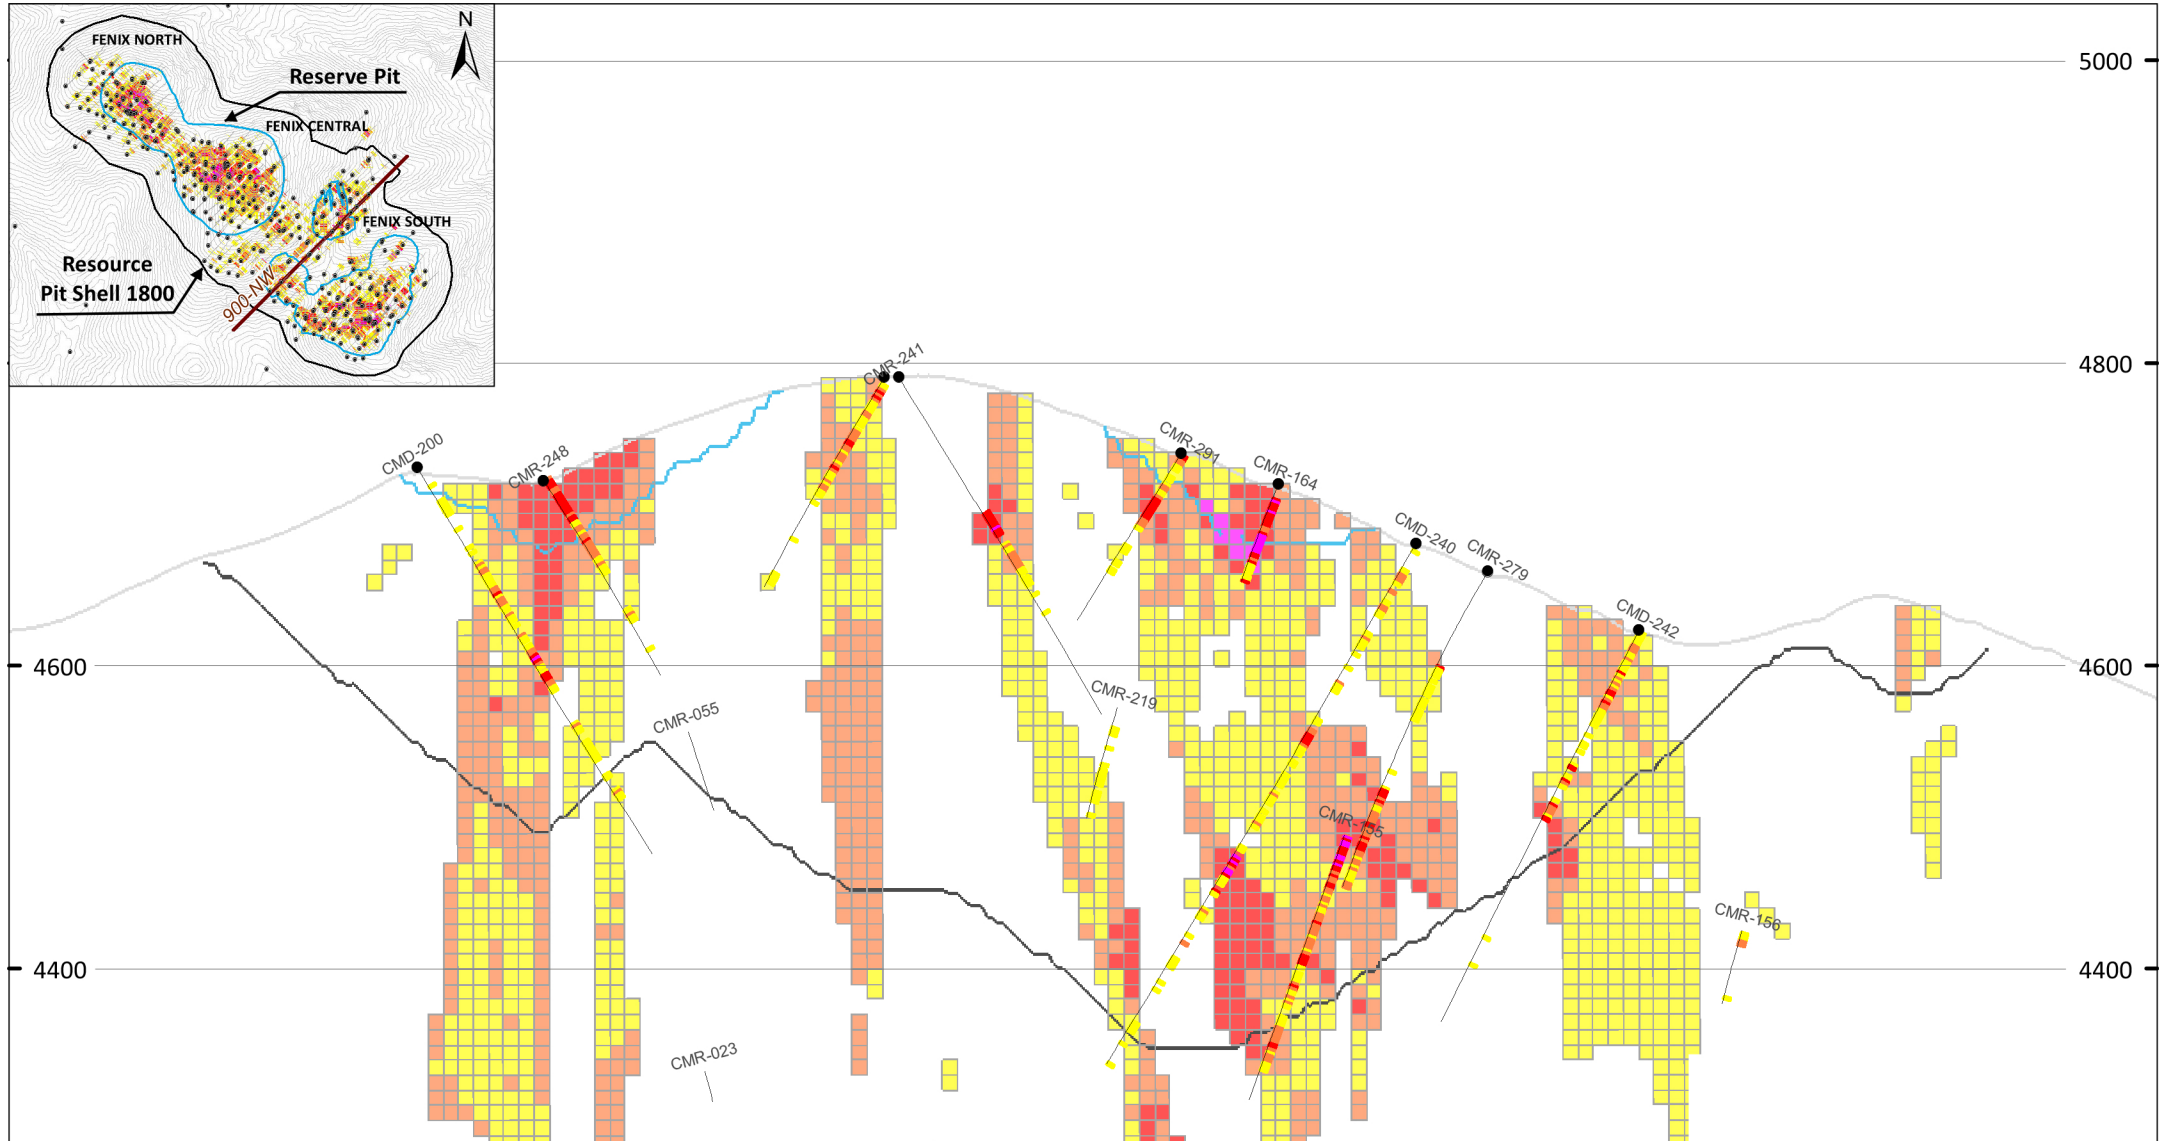 FENIX NORTH
N
Reserve Pit
FENIX CENTRAL
FENIX SOUTH
Resource
Pit Shell 1800
900-NW
5000
4800
CMR-241
CMD-200
CMR-248
CMR-291
CMR-164
CMD-240
CMR-279
CMD-242
4600
4600
CMR-219
CMR-055
CMR-155
CMR-156
4400
4400
CMR-023